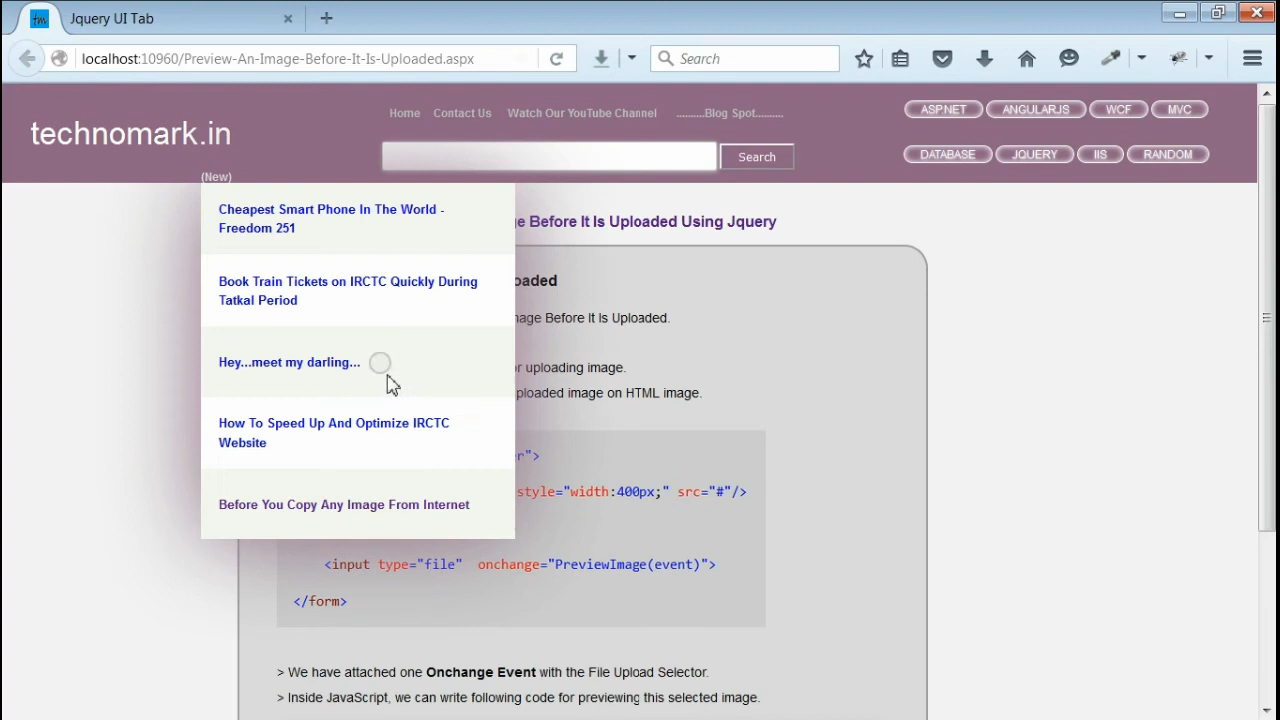 Jquery UI Tab
localhost:10960/Preview-An-Image-Before-It-Is-Uploaded.aspx
Search
technomark.in
Home Contact Us Watch Our YouTube Channel ..........Blog Spot..........
Search
ASP.NET ANGULARJS WCF MVC
DATABASE JQUERY IIS RANDOM
(New)
Cheapest Smart Phone In The World -
Freedom 251
Book Train Tickets on IRCTC Quickly During
Tatkal Period
Hey...meet my darling...
How To Speed Up And Optimize IRCTC
Website
Before You Copy Any Image From Internet
Before It Is Uploaded Using Jquery
Before It Is Uploaded.
uploading image.
image on HTML image.
">
style="width:400px;" src="#"/>
<input type="file" onchange="PreviewImage(event)">
</form>
> We have attached one Onchange Event with the File Upload Selector.
> Inside JavaScript, we can write following code for previewing this selected image.